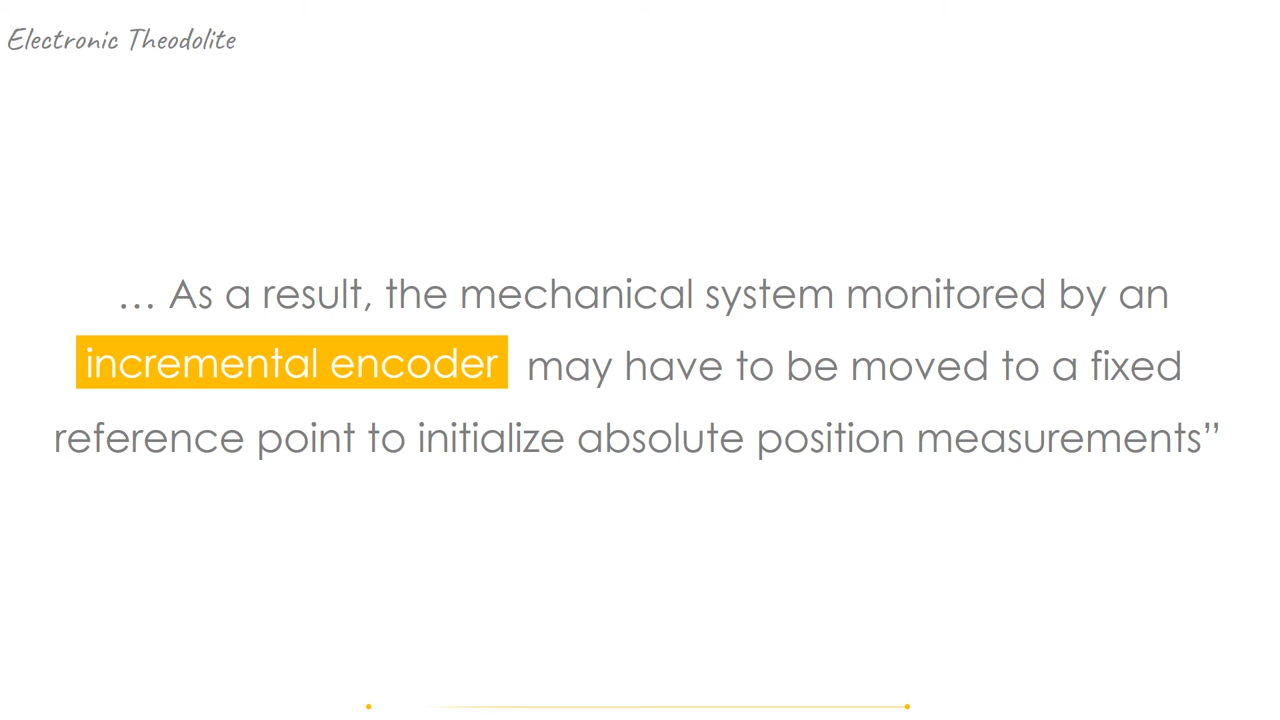 Electronic Theodolite
… As a result, the mechanical system monitored by an
incremental encoder may have to be moved to a fixed
reference point to initialize absolute position measurements”